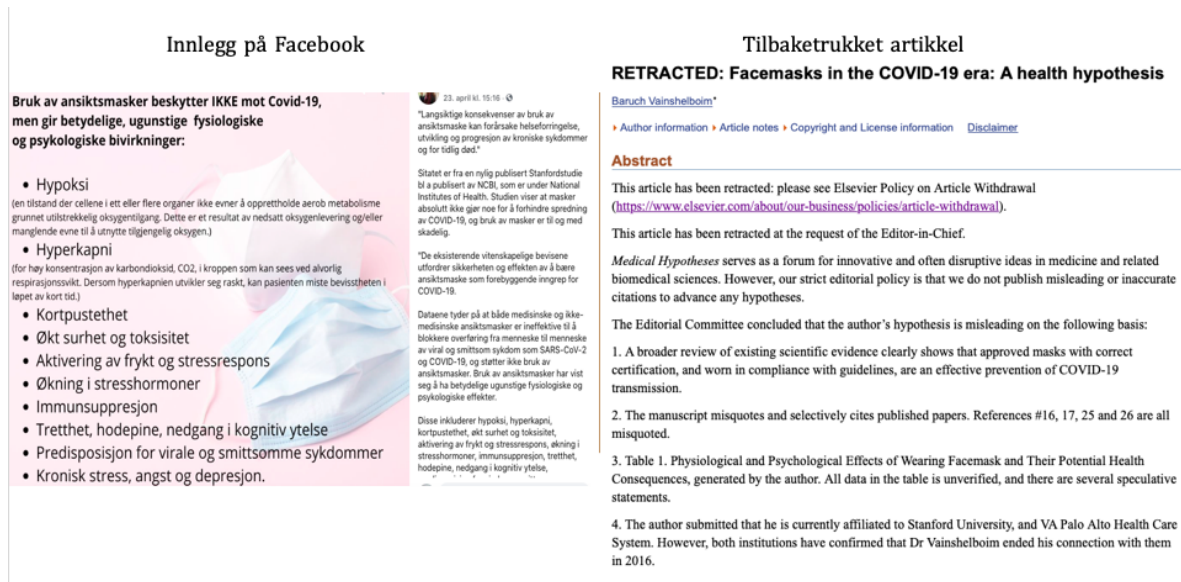 Innlegg på Facebook
Bruk av ansiktsmasker beskytter IKKE mot Covid-19,
men gir betydelige, ugunstige fysiologiske
og psykologiske bivirkninger:
• Hypoksi
(en tilstand der cellene i ett eller flere organer ikke evner å opprettholde aerob metabolisme
grunnet utilstrekkelig oksygentilgang. Dette er et resultat av nedsatt oksygenlevering og/eller
manglende evne til å utnytte tilgjengelig oksygen.)
• Hyperkapni
(for høy konsentrasjon av karbondioksid, CO2, i kroppen som kan sees ved alvorlig
respirasjonssvikt. Dersom hyperkapnien utvikler seg raskt, kan pasienten miste bevisstheten i
løpet av kort tid.)
• Kortpustethet
• Økt surhet og toksisitet
• Aktivering av frykt og stressrespons
• Økning i stresshormoner
• Immunsuppresjon
• Tretthet, hodepine, nedgang i kognitiv ytelse
• Predisposisjon for virale og smittsomme sykdommer
• Kronisk stress, angst og depresjon.
23. april kl. 15:16 ·
"Langsiktige konsekvenser av bruk av
ansiktsmaske kan forårsake helseforringelse,
utvikling og progresjon av kroniske sykdommer
og for tidlig død."
Sitatet er fra en nylig publisert Stanfordstudie
bl a publisert av NCBI, som er under National
Institutes of Health. Studien viser at masker
absolutt ikke gjør noe for å forhindre spredning
av COVID-19, og bruk av masker er til og med
skadelig.
"De eksisterende vitenskapelige bevisene
utfordrer sikkerheten og effekten av å bære
ansiktsmaske som forebyggende inngrep for
COVID-19.
Dataene tyder på at både medisinske og ikke-
medisinske ansiktsmasker er ineffektive til å
blokkere overføring fra menneske til menneske
av viral og smittsom sykdom som SARS-CoV-2
og COVID-19, og støtter ikke bruk av
ansiktsmasker. Bruk av ansiktsmasker har vist
seg å ha betydelige ugunstige fysiologiske og
psykologiske effekter.
Disse inkluderer hypoksi, hyperkapni,
kortpustethet, økt surhet og toksisitet,
aktivering av frykt og stressrespons, økning i
stresshormoner, immunsuppresjon, tretthet,
hodepine, nedgang i kognitiv ytelse,
Tilbaketrukket artikkel
RETRACTED: Facemasks in the COVID-19 era: A health hypothesis
Baruch Vainshelboim*
▸ Author information ▸ Article notes ▸ Copyright and License information Disclaimer
Abstract
This article has been retracted: please see Elsevier Policy on Article Withdrawal
(https://www.elsevier.com/about/our-business/policies/article-withdrawal).
This article has been retracted at the request of the Editor-in-Chief.
Medical Hypotheses serves as a forum for innovative and often disruptive ideas in medicine and related
biomedical sciences. However, our strict editorial policy is that we do not publish misleading or inaccurate
citations to advance any hypotheses.
The Editorial Committee concluded that the author's hypothesis is misleading on the following basis:
1. A broader review of existing scientific evidence clearly shows that approved masks with correct
certification, and worn in compliance with guidelines, are an effective prevention of COVID-19
transmission.
2. The manuscript misquotes and selectively cites published papers. References #16, 17, 25 and 26 are all
misquoted.
3. Table 1. Physiological and Psychological Effects of Wearing Facemask and Their Potential Health
Consequences, generated by the author. All data in the table is unverified, and there are several speculative
statements.
4. The author submitted that he is currently affiliated to Stanford University, and VA Palo Alto Health Care
System. However, both institutions have confirmed that Dr Vainshelboim ended his connection with them
in 2016.